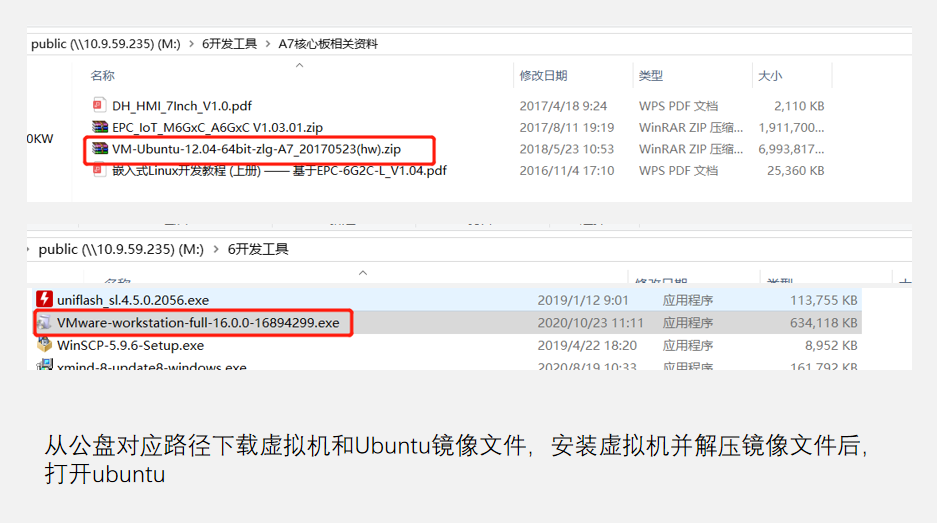 public (\\10.9.59.235) (M:) > 6开发工具 > A7核心板相关资料
名称 修改日期 类型 大小
DH_HMI_7Inch_V1.0.pdf 2017/4/18 9:24 WPS PDF 文档 2,110 KB
0KW EPC_IoT_M6GxC_A6GxC V1.03.01.zip 2017/8/11 19:19 WinRAR ZIP 压缩... 1,911,700...
VM-Ubuntu-12.04-64bit-zlg-A7_20170523(hw).zip 2018/5/23 10:53 WinRAR ZIP 压缩... 6,993,817...
嵌入式Linux开发教程 (上册) —— 基于EPC-6G2C-L_V1.04.pdf 2016/11/4 17:10 WPS PDF 文档 25,360 KB
public (\\10.9.59.235) (M:) > 6开发工具
名称 修改日期 类型
uniflash_sl.4.5.0.2056.exe 2019/1/12 9:01 应用程序 113,755 KB
VMware-workstation-full-16.0.0-16894299.exe 2020/10/23 11:11 应用程序 634,118 KB
WinSCP-5.9.6-Setup.exe 2019/4/22 18:20 应用程序 8,952 KB
xmind-8-update8-windows.exe 2020/8/19 10:33 应用程序 161,792 KB
从公盘对应路径下载虚拟机和Ubuntu镜像文件，安装虚拟机并解压镜像文件后，
打开ubuntu